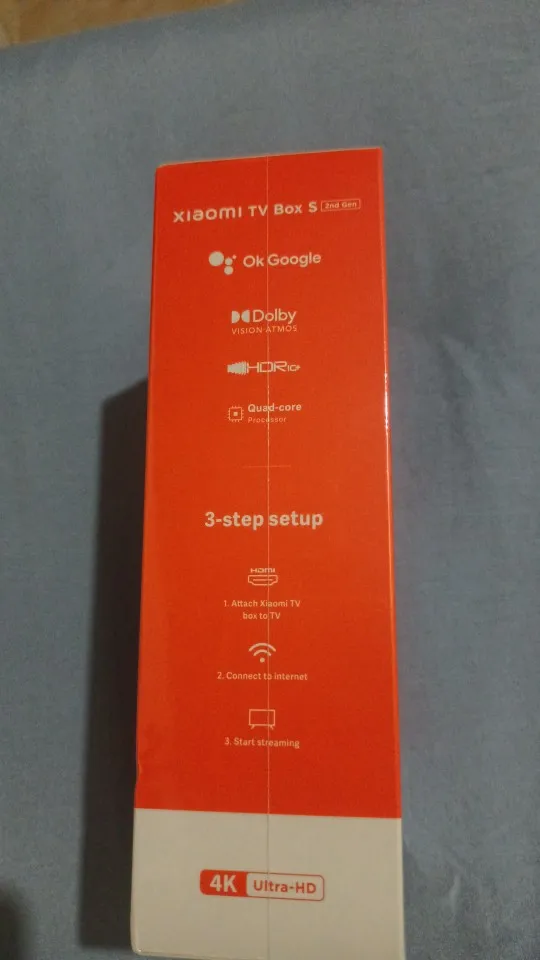 xiaomi TV Box S 2nd Gen
Ok Google
Dolby
VISION·ATMOS
HDR10+
Quad-core
Processor
3-step setup
HDMI
1. Attach Xiaomi TV
box to TV
2. Connect to internet
3. Start streaming
4K Ultra-HD